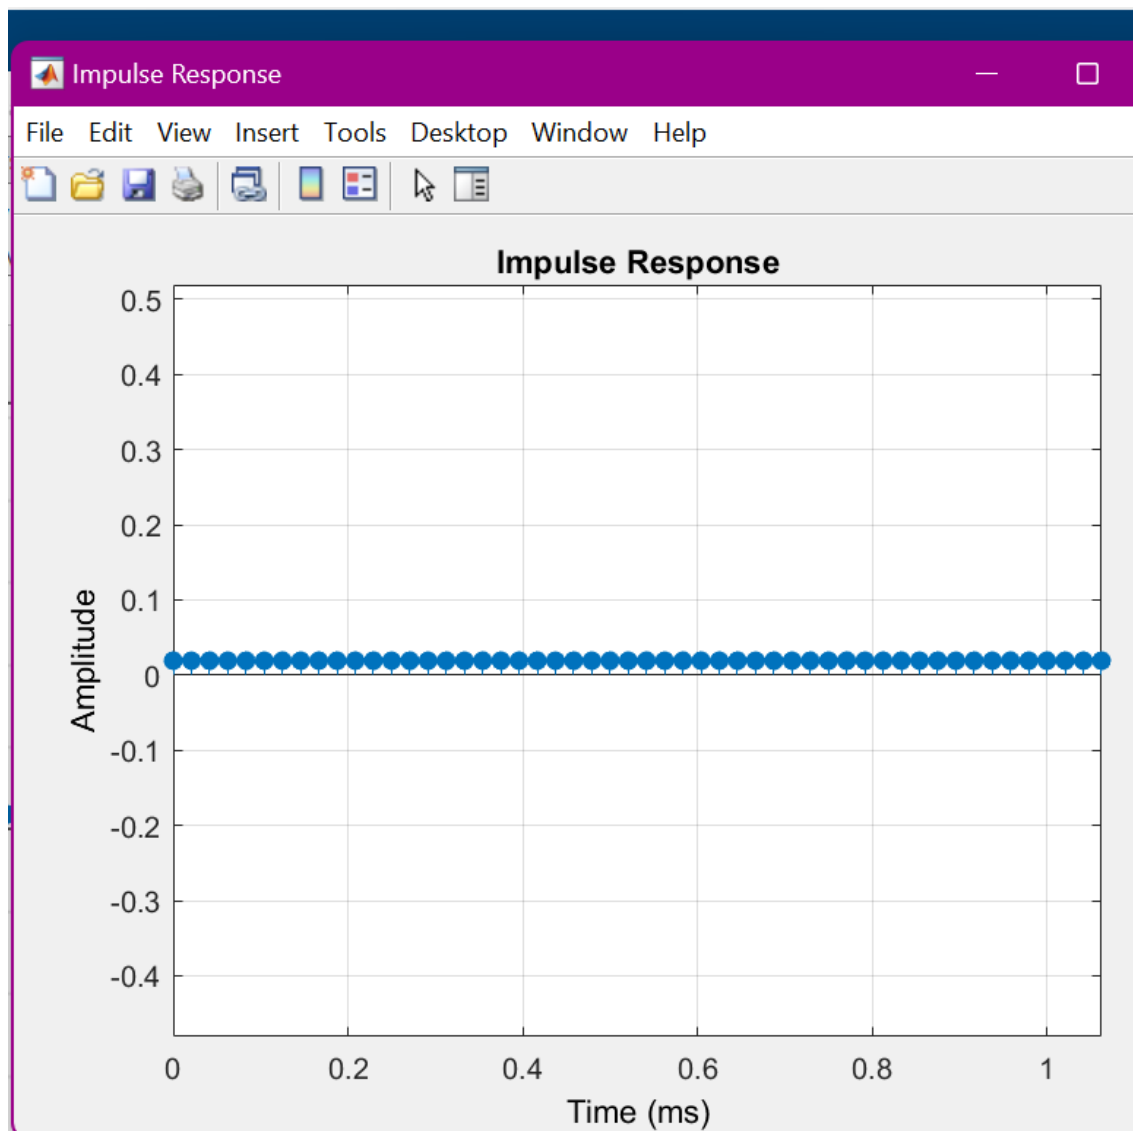 Impulse Response
File Edit View Insert Tools Desktop Window Help
Impulse Response
0.5
0.4
0.3
0.2
0.1
0
-0.1
-0.2
-0.3
-0.4
Amplitude
0 0.2 0.4 0.6 0.8 1
Time (ms)